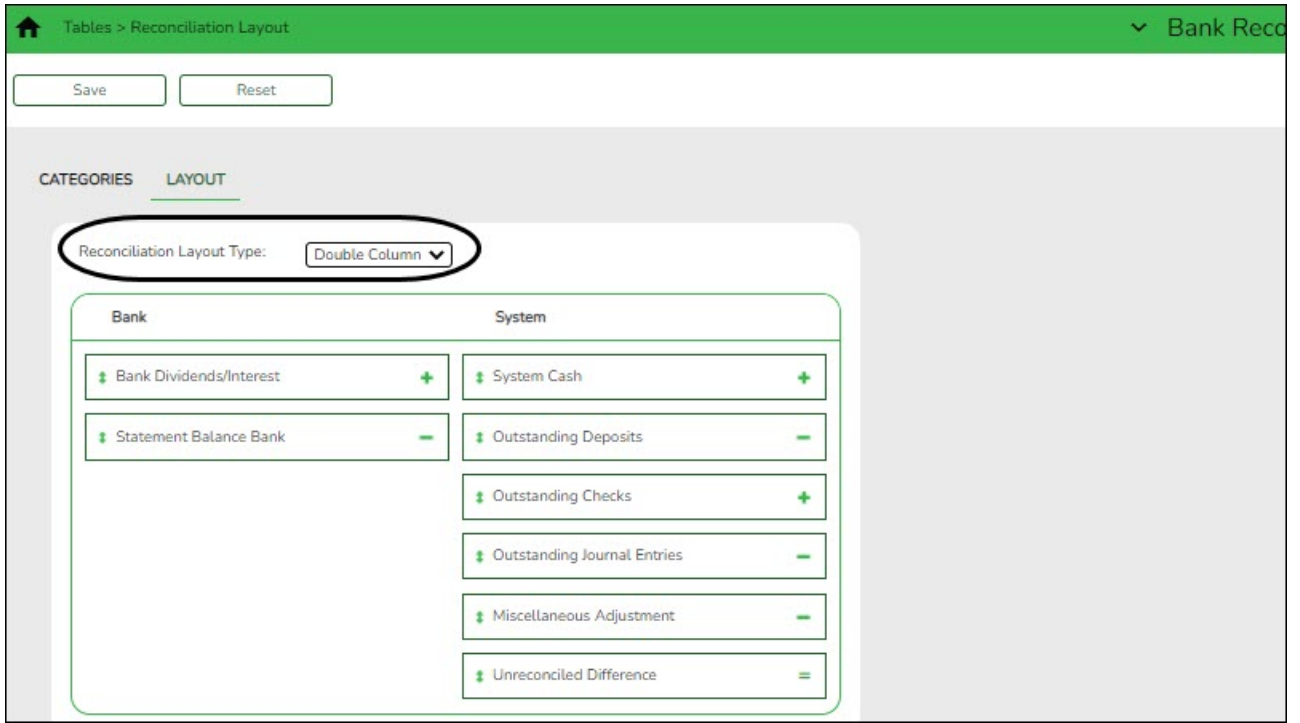 Tables > Reconciliation Layout
Bank Reco
Save
Reset
CATEGORIES
LAYOUT
Reconciliation Layout Type:
Double Column
Bank
System
Bank Dividends/Interest +
System Cash +
Statement Balance Bank −
Outstanding Deposits −
Outstanding Checks +
Outstanding Journal Entries −
Miscellaneous Adjustment −
Unreconciled Difference =